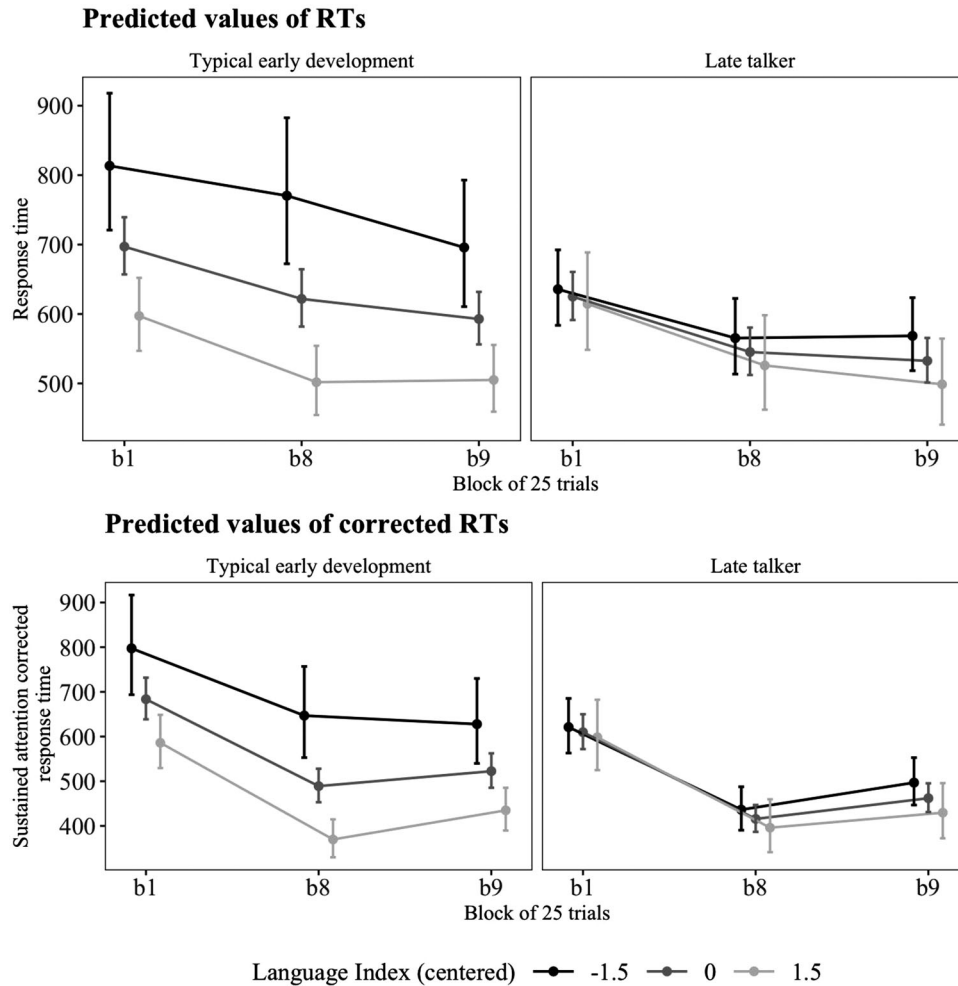 Predicted values of RTs
Typical early development
Late talker
Response time
900
800
700
600
500
b1
b8
b9
b1
b8
b9
Block of 25 trials
Predicted values of corrected RTs
Typical early development
Late talker
Sustained attention corrected
response time
900
800
700
600
500
400
b1
b8
b9
b1
b8
b9
Block of 25 trials
Language Index (centered) -1.5 0 1.5